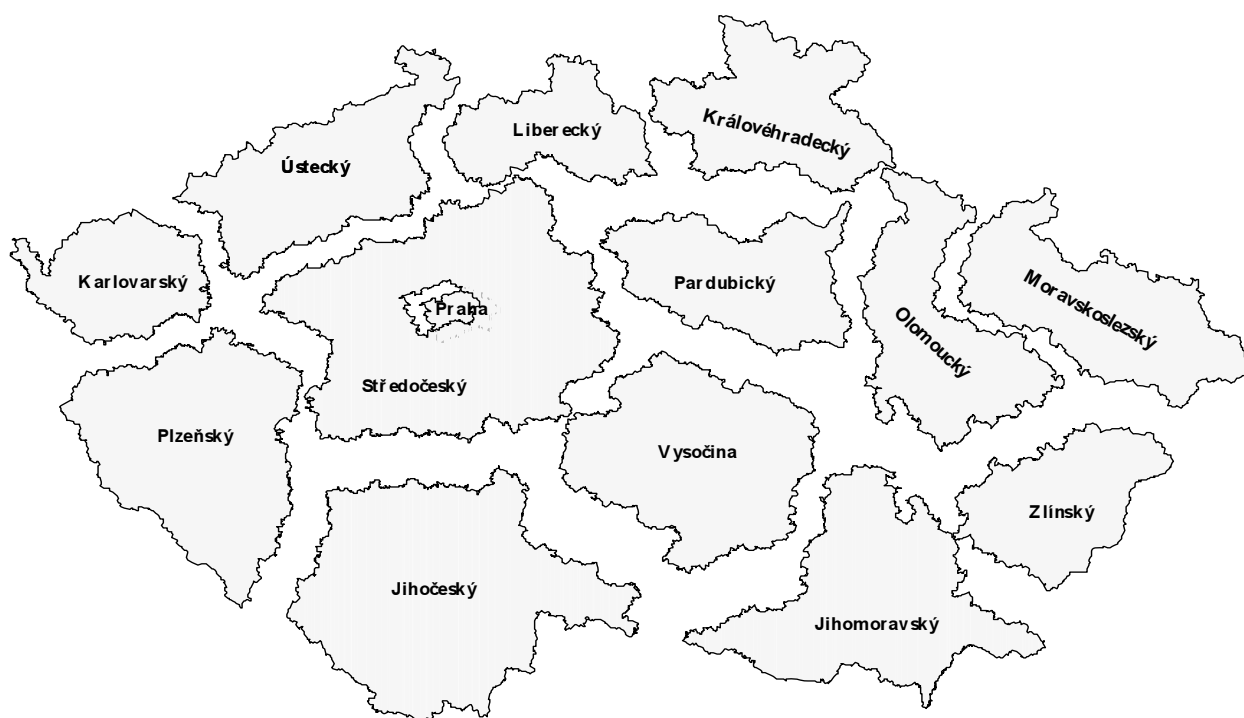 Liberecký
Královéhradecký
Ústecký
Karlovarský
Pardubický
Moravskoslezský
Praha
Olomoucký
Středočeský
Plzeňský
Vysočina
Zlínský
Jihočeský
Jihomoravský